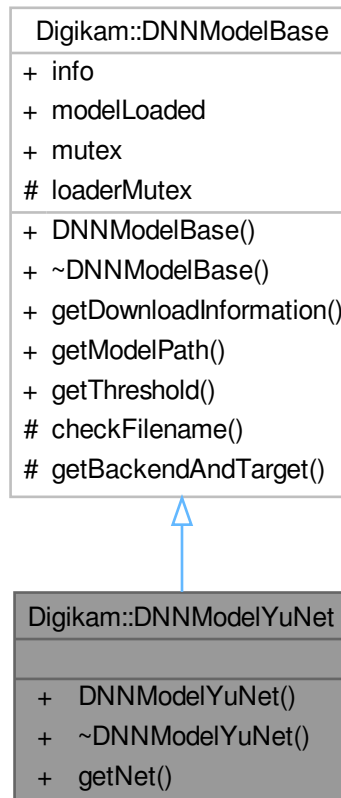 Digikam::DNNModelBase
+ info
+ modelLoaded
+ mutex
# loaderMutex
+ DNNModelBase()
+ ~DNNModelBase()
+ getDownloadInformation()
+ getModelPath()
+ getThreshold()
# checkFilename()
# getBackendAndTarget()
Digikam::DNNModelYuNet
+ DNNModelYuNet()
+ ~DNNModelYuNet()
+ getNet()